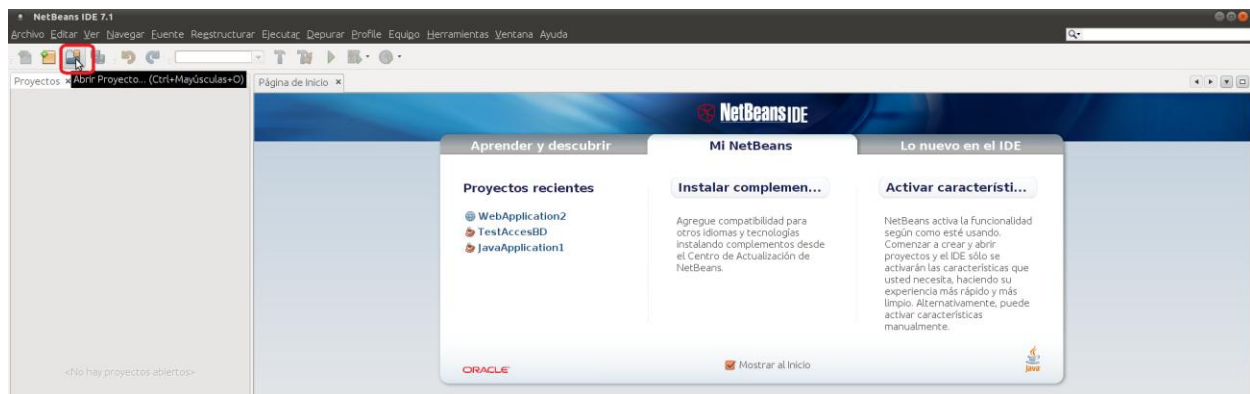 NetBeans IDE 7.1
Archivo Editar Ver Navegar Fuente Reestructurar Ejecutar Depurar Profile Equipo Herramientas Ventana Ayuda
Proyectos
Abrir Proyecto... (Ctrl+Mayúsculas+O)
Página de Inicio
NetBeans IDE
Aprender y descubrir
Mi NetBeans
Lo nuevo en el IDE
Proyectos recientes
WebApplication2
TestAccesBD
JavaApplication1
Instalar complemen...
Agregue compatibilidad para
otros idiomas y tecnologías
instalando complementos desde
el Centro de Actualización de
NetBeans.
Activar característi...
NetBeans activa la funcionalidad
según como esté usando.
Comenzar a crear y abrir
proyectos y el IDE sólo se
activarán las características que
usted necesita, haciendo su
experiencia más rápido y más
limpio. Alternativamente, puede
activar características
manualmente.
<No hay proyectos abiertos>
ORACLE
Mostrar al Inicio
Java